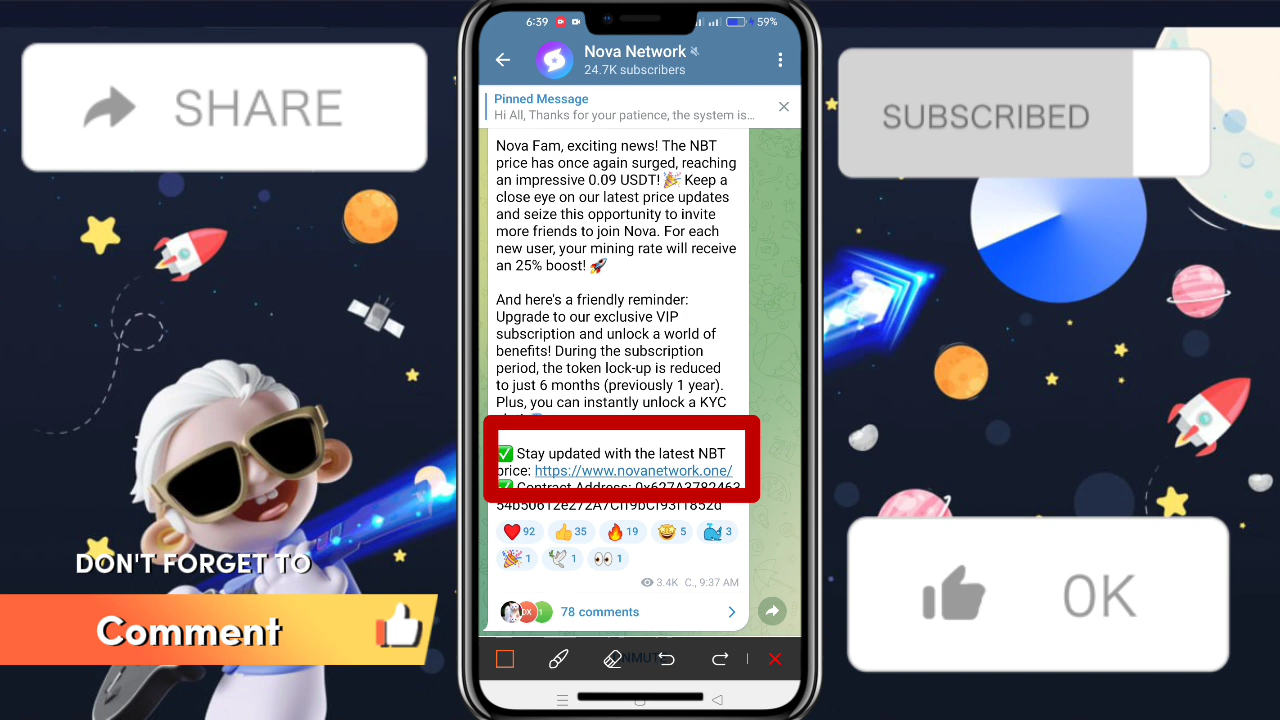 SHARE
SUBSCRIBED
6:39
59%
Nova Network
24.7K subscribers
Pinned Message
Hi All, Thanks for your patience, the system is...
Nova Fam, exciting news! The NBT
price has once again surged, reaching
an impressive 0.09 USDT! 🎉 Keep a
close eye on our latest price updates
and seize this opportunity to invite
more friends to join Nova. For each
new user, your mining rate will receive
an 25% boost! 🚀
And here's a friendly reminder:
Upgrade to our exclusive VIP
subscription and unlock a world of
benefits! During the subscription
period, the token lock-up is reduced
to just 6 months (previously 1 year).
Plus, you can instantly unlock a KYC
✅ Stay updated with the latest NBT
price: https://www.novanetwork.one/
✅ Contract Address: 0x627A3782463
❤️ 92 👍 35 🔥 19 🤩 5 🐳 3
🎉 1 🕊 1 👀 1
3.4K C., 9:37 AM
78 comments
DON'T FORGET TO
Comment
0K